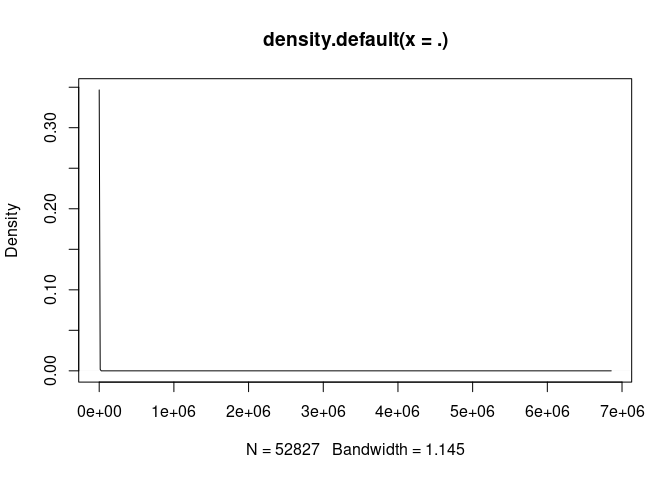 density.default(x = .)
Density
0.00
0.10
0.20
0.30
0e+00 1e+06 2e+06 3e+06 4e+06 5e+06 6e+06 7e+06
N = 52827 Bandwidth = 1.145